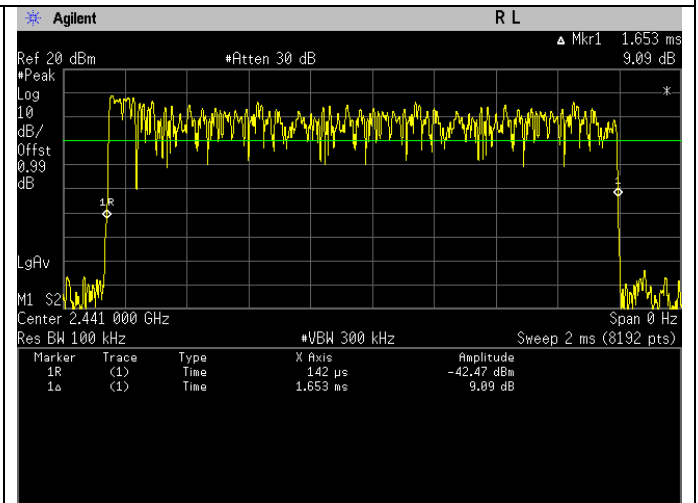 Agilent R L
Δ Mkr1 1.653 ms
Ref 20 dBm #Atten 30 dB 9.09 dB
#Peak
Log
10
dB/
Offst
0.99
dB
1R
1
LgAv
M1 S2
Center 2.441 000 GHz Span 0 Hz
Res BW 100 kHz #VBW 300 kHz Sweep 2 ms (8192 pts)
Marker Trace Type X Axis Amplitude
1R (1) Time 142 µs -42.47 dBm
1Δ (1) Time 1.653 ms 9.09 dB